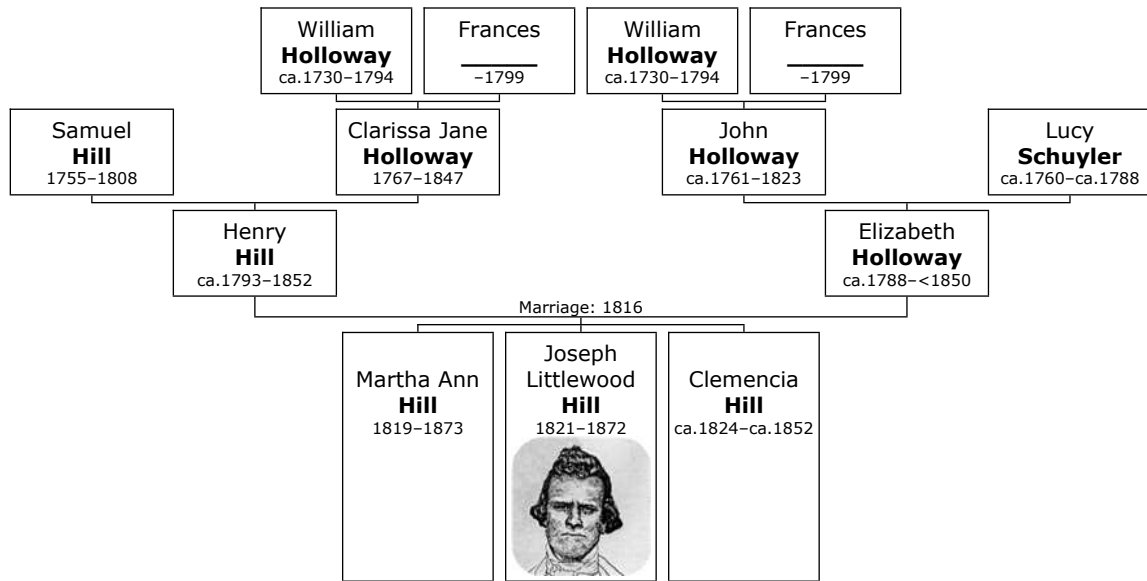 William
Holloway
ca.1730–1794
Frances
______
–1799
William
Holloway
ca.1730–1794
Frances
______
–1799
Samuel
Hill
1755–1808
Clarissa Jane
Holloway
1767–1847
John
Holloway
ca.1761–1823
Lucy
Schuyler
ca.1760–ca.1788
Henry
Hill
ca.1793–1852
Elizabeth
Holloway
ca.1788–<1850
Marriage: 1816
Martha Ann
Hill
1819–1873
Joseph
Littlewood
Hill
1821–1872
Clemencia
Hill
ca.1824–ca.1852